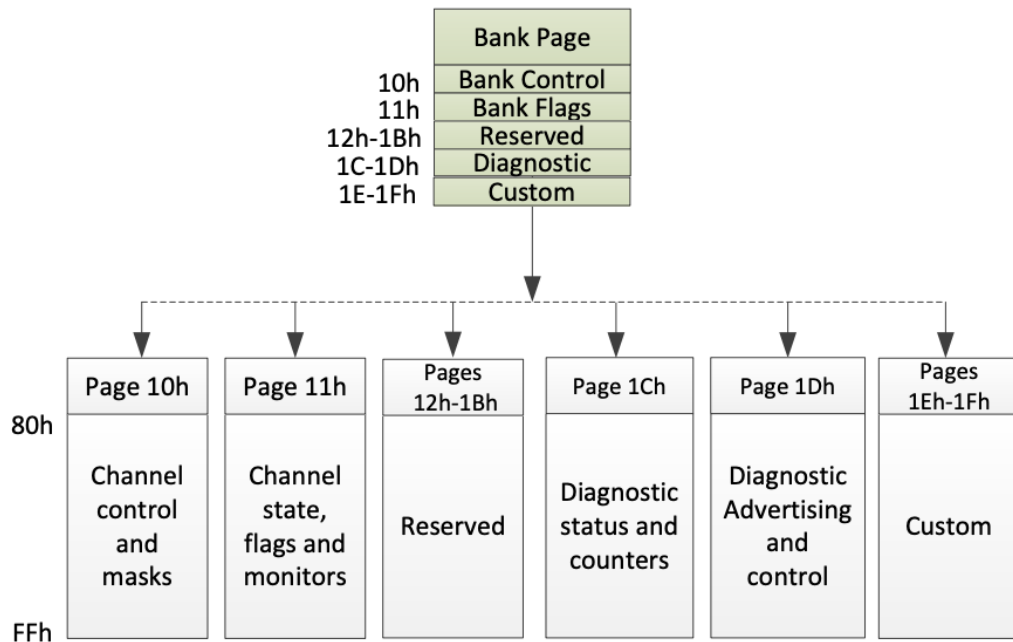 Bank Page
10h Bank Control
11h Bank Flags
12h-1Bh Reserved
1C-1Dh Diagnostic
1E-1Fh Custom
Page 10h
Page 11h
Pages
12h-1Bh
Page 1Ch
Page 1Dh
Pages
1Eh-1Fh
80h
Channel
control
and
masks
Channel
state,
flags and
monitors
Reserved
Diagnostic
status and
counters
Diagnostic
Advertising
and
control
Custom
FFh